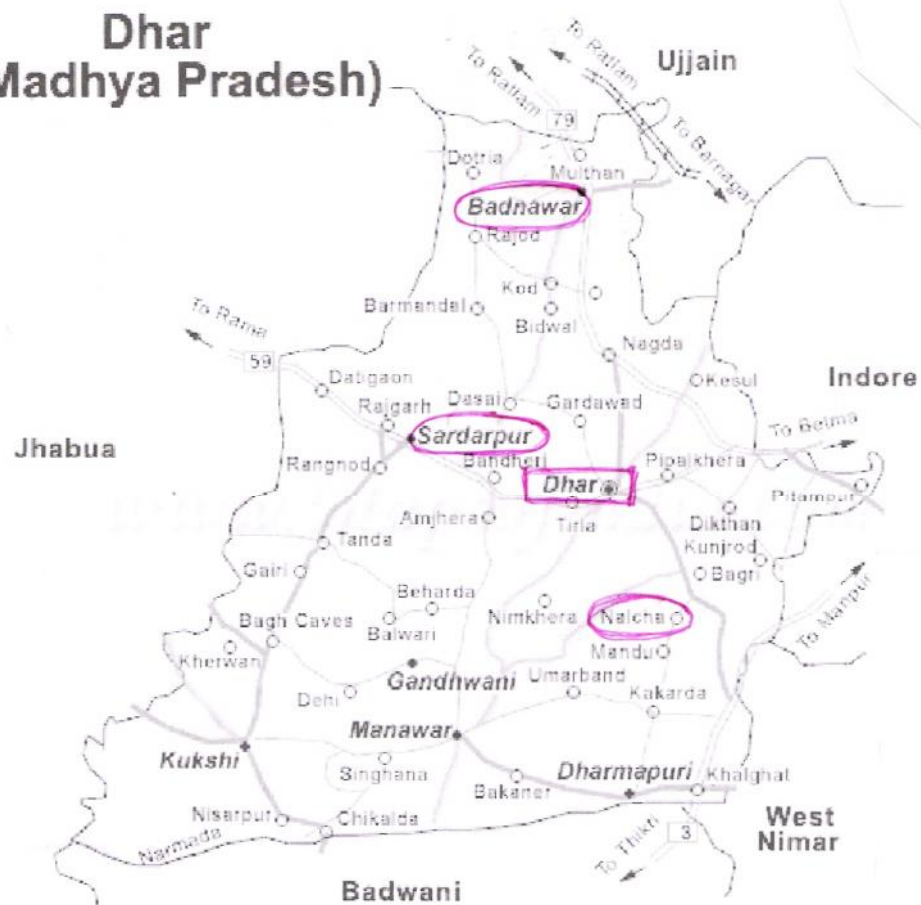 Dhar
Madhya Pradesh)
To Ratlam
To Ratlam
Ujjain
79
To Barnagar
Dotria
Multhan
Badnawar
Rajod
Kod
Barmandal
Bidwal
To Rama
59
Nagda
Datigaon
Kesul
Indore
Rajgarh
Dasai
Gardawad
Jhabua
Sardarpur
To Betma
Rangnod
Bandheri
Pipalkhera
Dhar
Pitampur
Amjhera
Tirla
Dikthan
Tanda
Kunjrod
Gairi
Bagri
Beharda
To Manpur
Bagh Caves
Balwari
Nimkhera
Nalcha
Kherwan
Mandu
Gandhwani
Umarband
Dehi
Kakarda
Manawar
Kukshi
Singhana
Dharmapuri
Khalghat
Bakaner
Nisarpur
Chikalda
West
Nimar
Narmada
3
To Thikri
Badwani